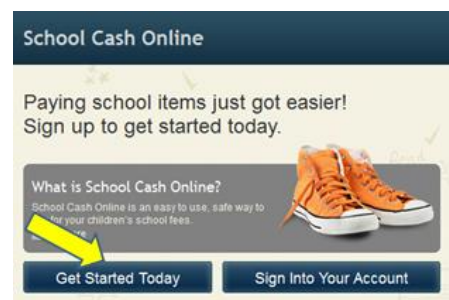 School Cash Online
Paying school items just got easier!
Sign up to get started today.
What is School Cash Online?
School Cash Online is an easy to use, safe way to
for your children's school fees.
Get Started Today
Sign Into Your Account